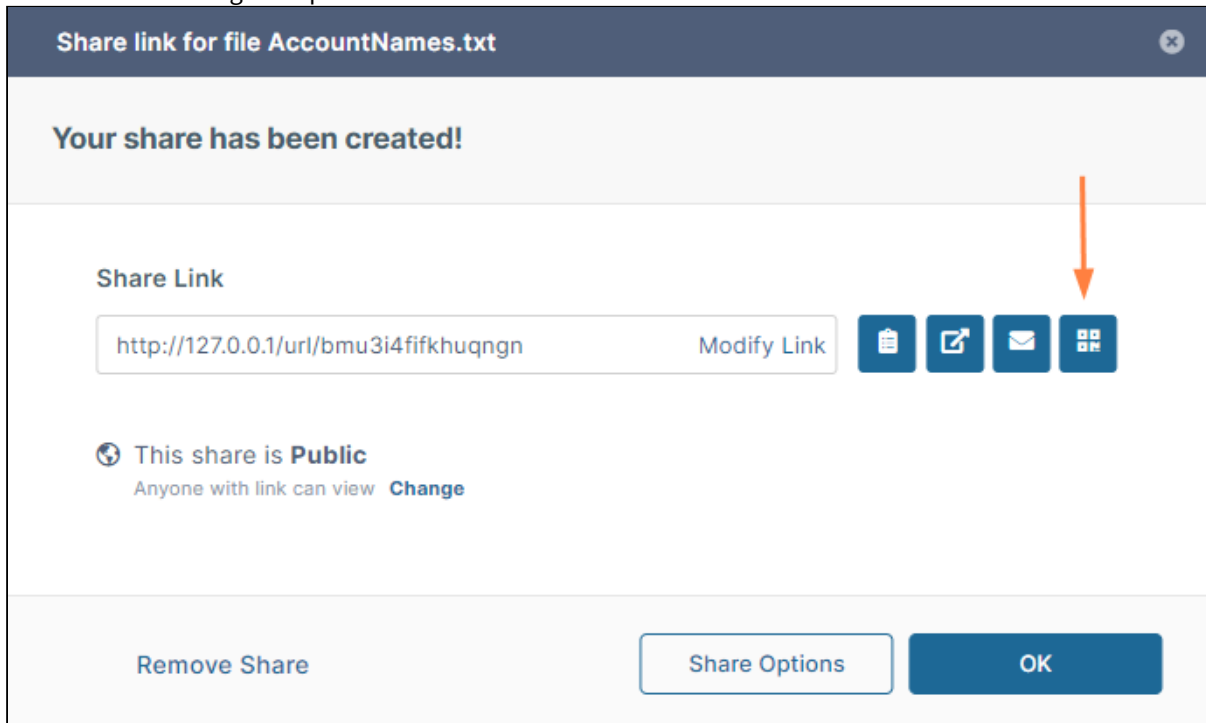 Share link for file AccountNames.txt
Your share has been created!
Share Link
http://127.0.0.1/url/bmu3i4fifkhuqngn Modify Link
This share is Public
Anyone with link can view Change
Remove Share Share Options OK